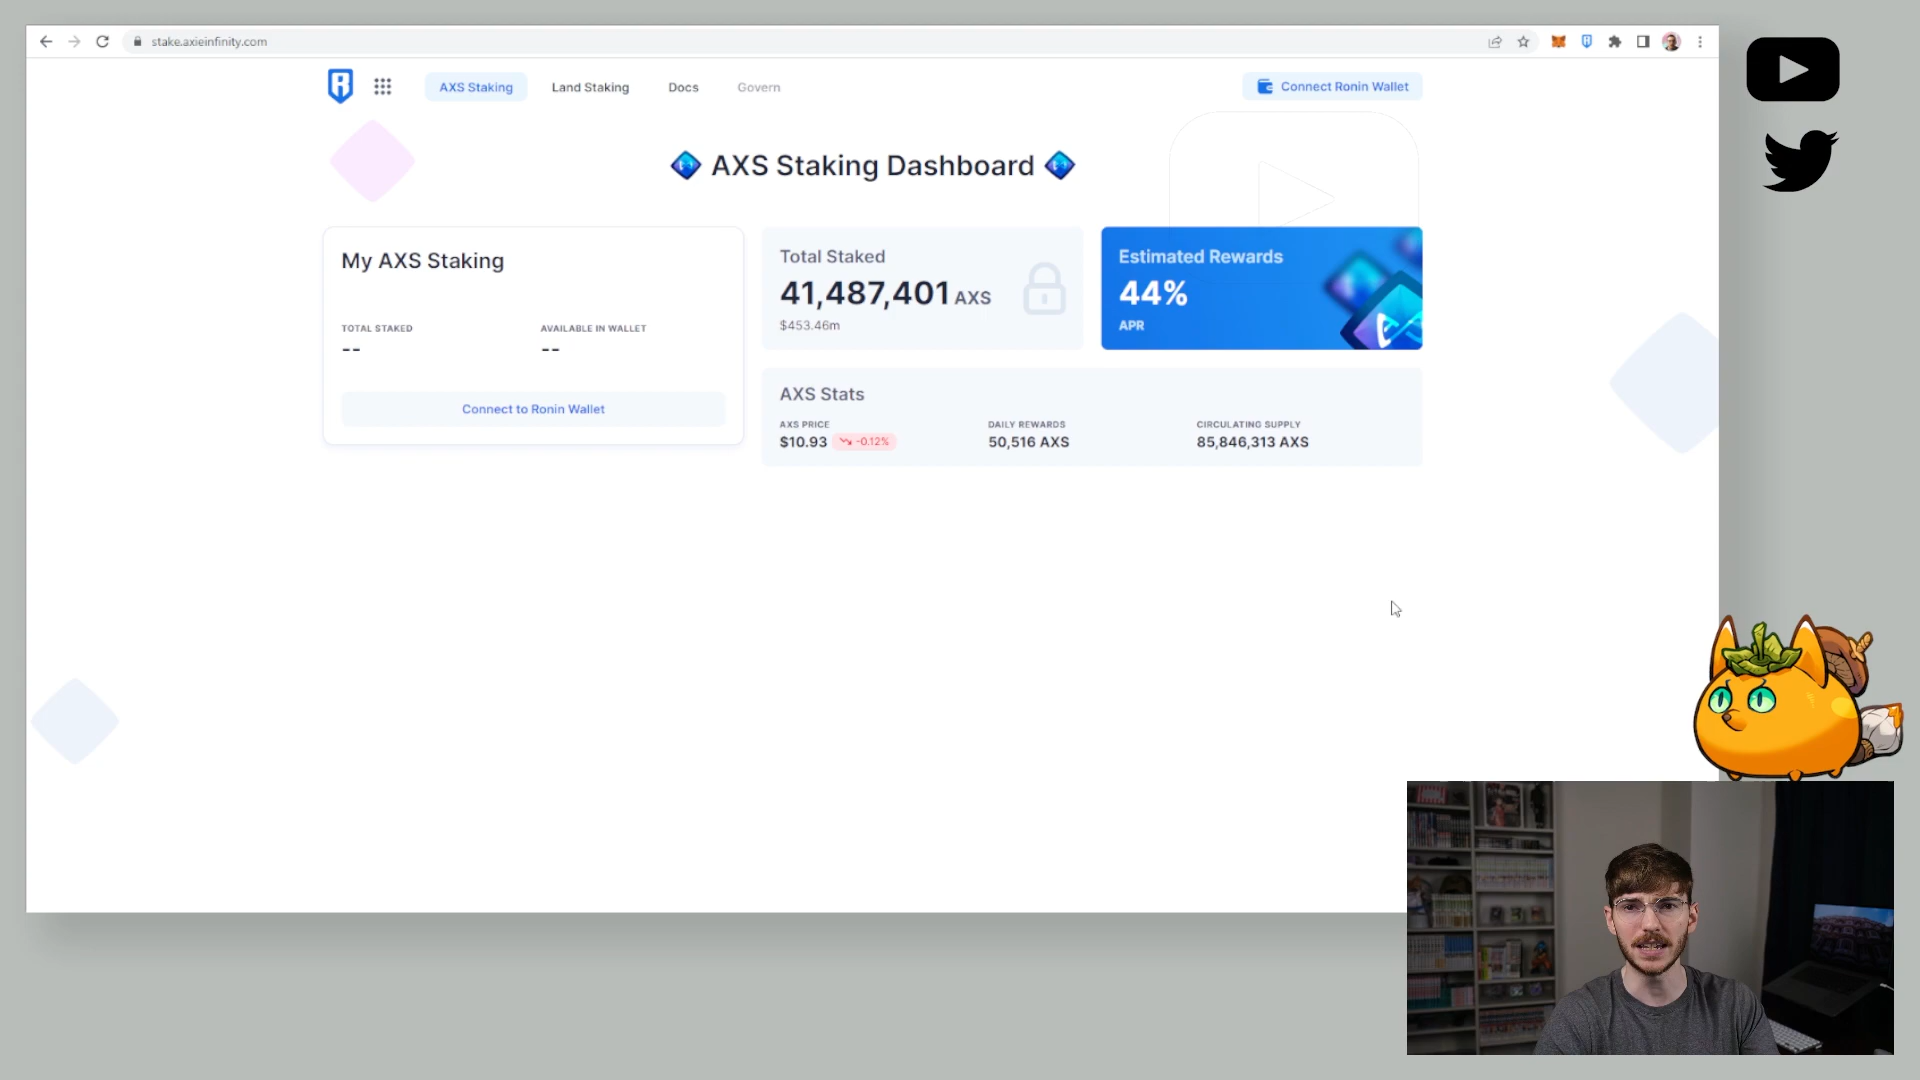 stake.axieinfinity.com
AXS Staking
Land Staking
Docs
Govern
Connect Ronin Wallet
AXS Staking Dashboard
My AXS Staking
TOTAL STAKED
--
AVAILABLE IN WALLET
--
Connect to Ronin Wallet
Total Staked
41,487,401 AXS
$453.46m
Estimated Rewards
44%
APR
AXS Stats
AXS PRICE
$10.93 -0.12%
DAILY REWARDS
50,516 AXS
CIRCULATING SUPPLY
85,846,313 AXS